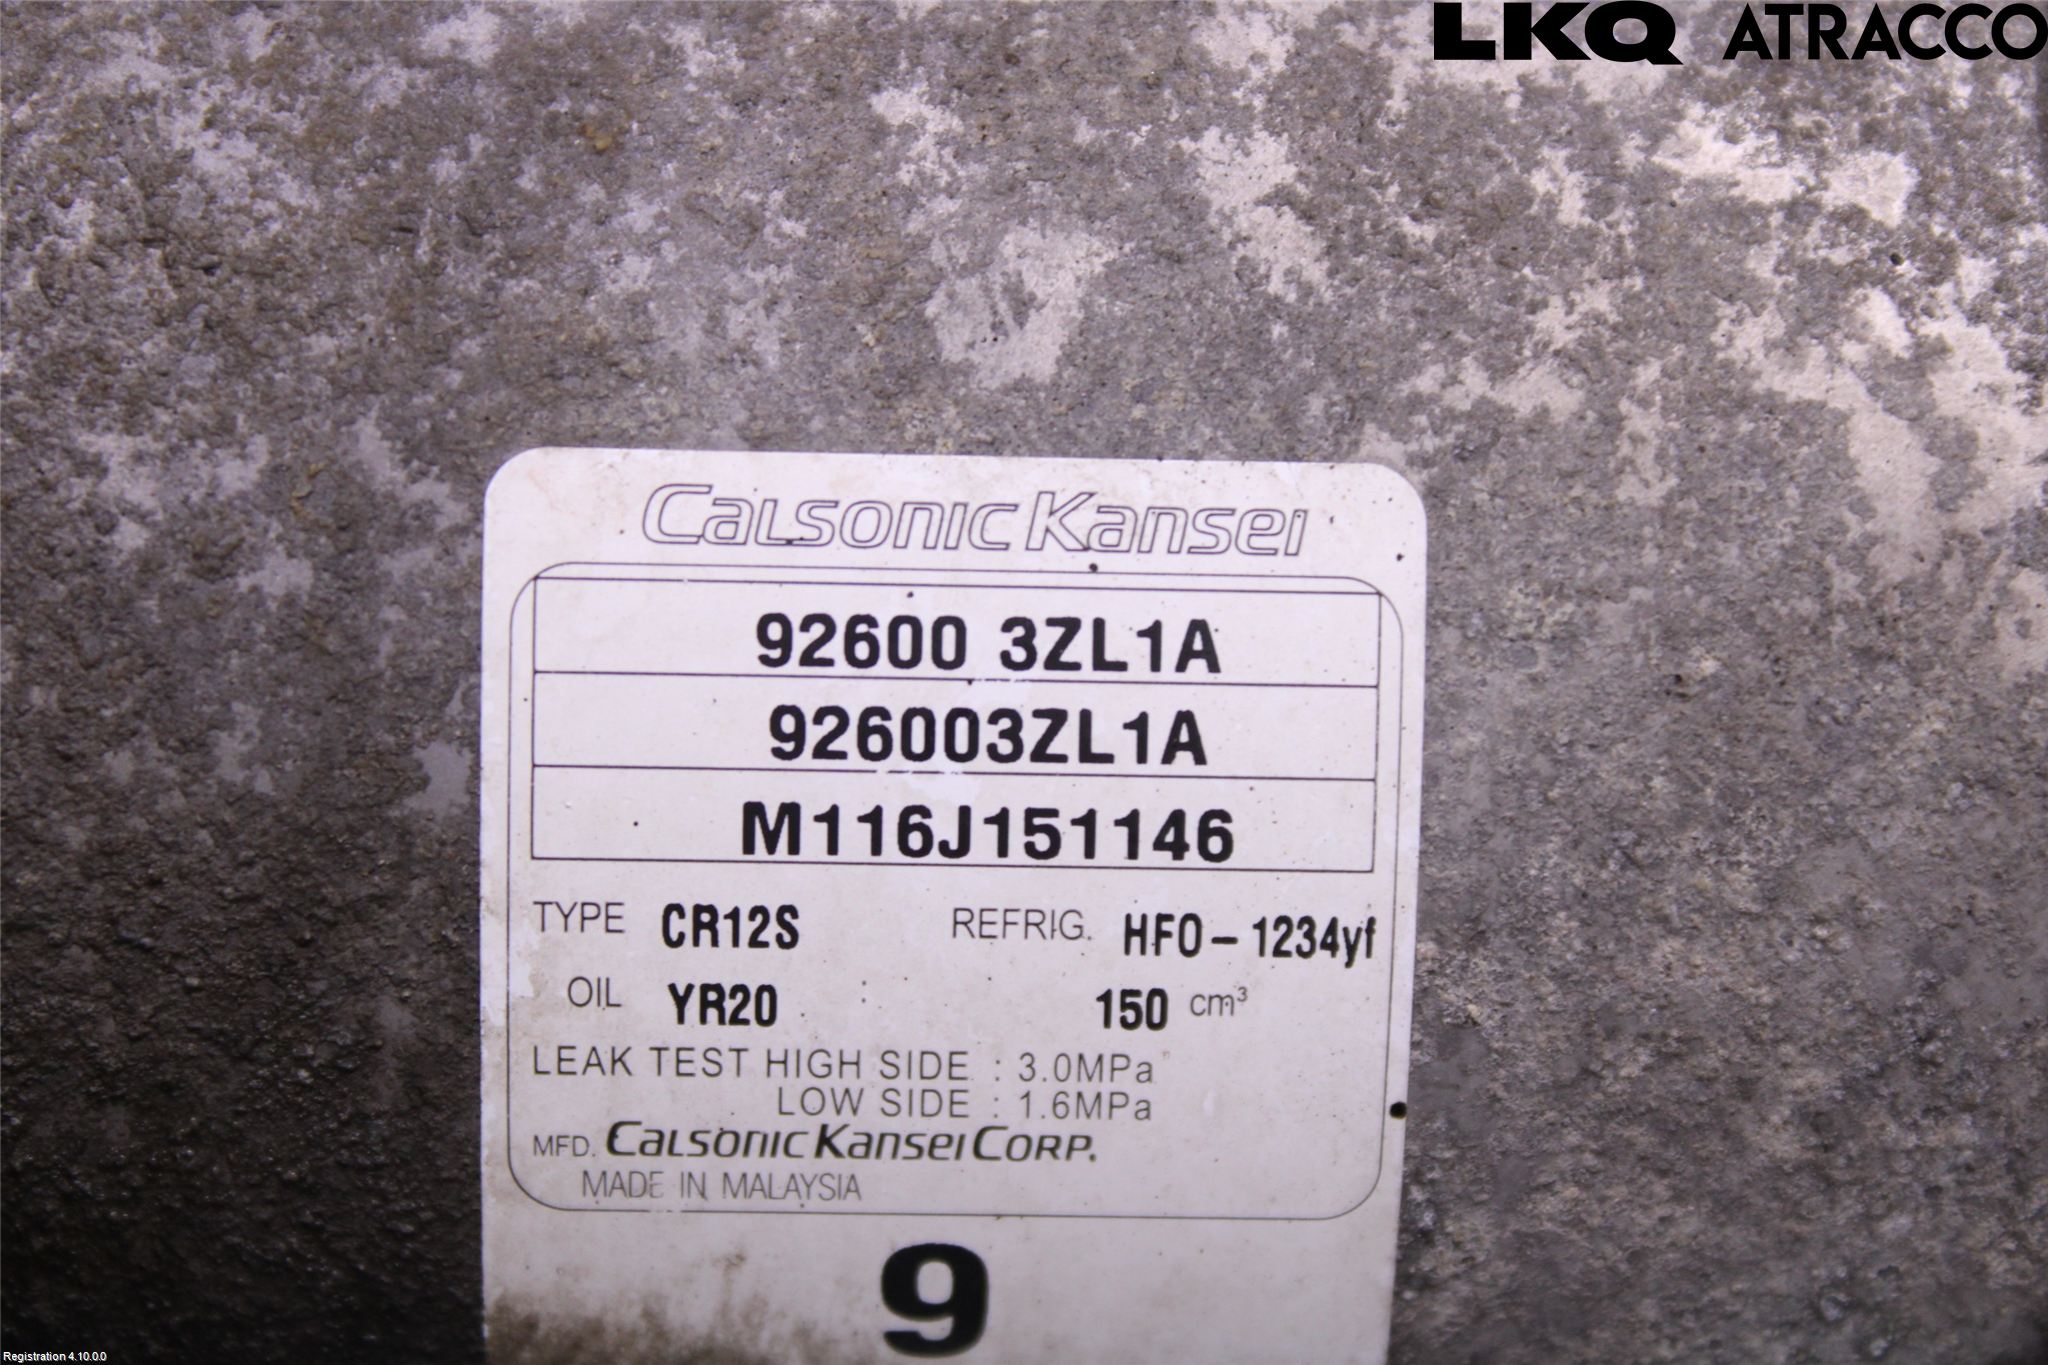 LKQ ATRACCO
CALSONIC KANSEI
92600 3ZL1A
926003ZL1A
M116J151146
TYPE CR12S REFRIG. HFO-1234yf
OIL YR20 150 cm³
LEAK TEST HIGH SIDE : 3.0MPa
LOW SIDE : 1.6MPa
MFD. CALSONIC KANSEI CORP.
MADE IN MALAYSIA
9
Registration 4.10.0.0